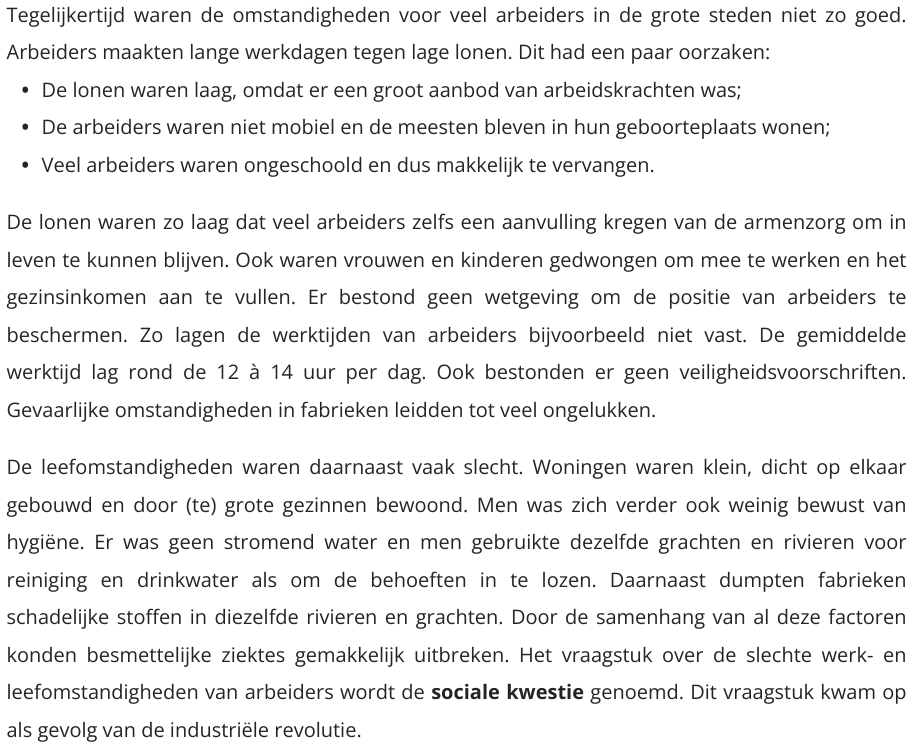 Tegelijkertijd waren de omstandigheden voor veel arbeiders in de grote steden niet zo goed.
Arbeiders maakten lange werkdagen tegen lage lonen. Dit had een paar oorzaken:
• De lonen waren laag, omdat er een groot aanbod van arbeidskrachten was;
• De arbeiders waren niet mobiel en de meesten bleven in hun geboorteplaats wonen;
• Veel arbeiders waren ongeschoold en dus makkelijk te vervangen.
De lonen waren zo laag dat veel arbeiders zelfs een aanvulling kregen van de armenzorg om in
leven te kunnen blijven. Ook waren vrouwen en kinderen gedwongen om mee te werken en het
gezinsinkomen aan te vullen. Er bestond geen wetgeving om de positie van arbeiders te
beschermen. Zo lagen de werktijden van arbeiders bijvoorbeeld niet vast. De gemiddelde
werktijd lag rond de 12 à 14 uur per dag. Ook bestonden er geen veiligheidsvoorschriften.
Gevaarlijke omstandigheden in fabrieken leidden tot veel ongelukken.
De leefomstandigheden waren daarnaast vaak slecht. Woningen waren klein, dicht op elkaar
gebouwd en door (te) grote gezinnen bewoond. Men was zich verder ook weinig bewust van
hygiëne. Er was geen stromend water en men gebruikte dezelfde grachten en rivieren voor
reiniging en drinkwater als om de behoeften in te lozen. Daarnaast dumpten fabrieken
schadelijke stoffen in diezelfde rivieren en grachten. Door de samenhang van al deze factoren
konden besmettelijke ziektes gemakkelijk uitbreken. Het vraagstuk over de slechte werk- en
leefomstandigheden van arbeiders wordt de sociale kwestie genoemd. Dit vraagstuk kwam op
als gevolg van de industriële revolutie.